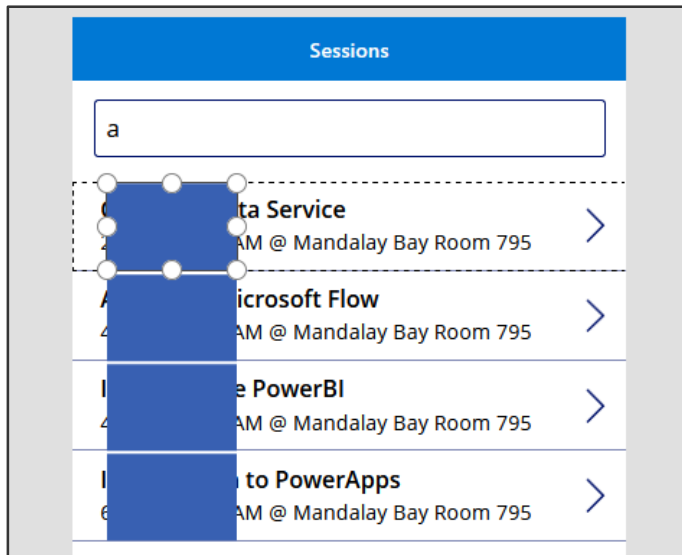 Sessions
a
ta Service
AM @ Mandalay Bay Room 795
icrosoft Flow
AM @ Mandalay Bay Room 795
e PowerBI
AM @ Mandalay Bay Room 795
to PowerApps
AM @ Mandalay Bay Room 795